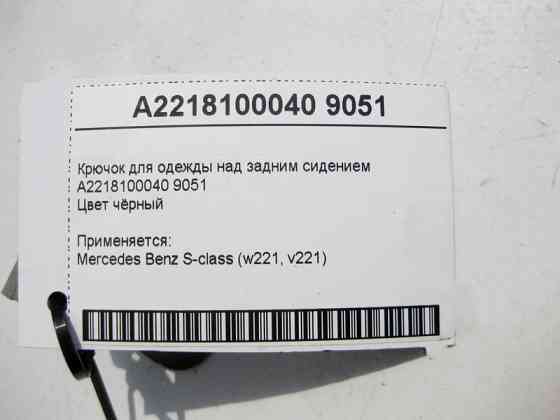 A2218100040 9051
Крючок для одежды над задним сидением
A2218100040 9051
Цвет чёрный
Применяется:
Mercedes Benz S-class (w221, v221)